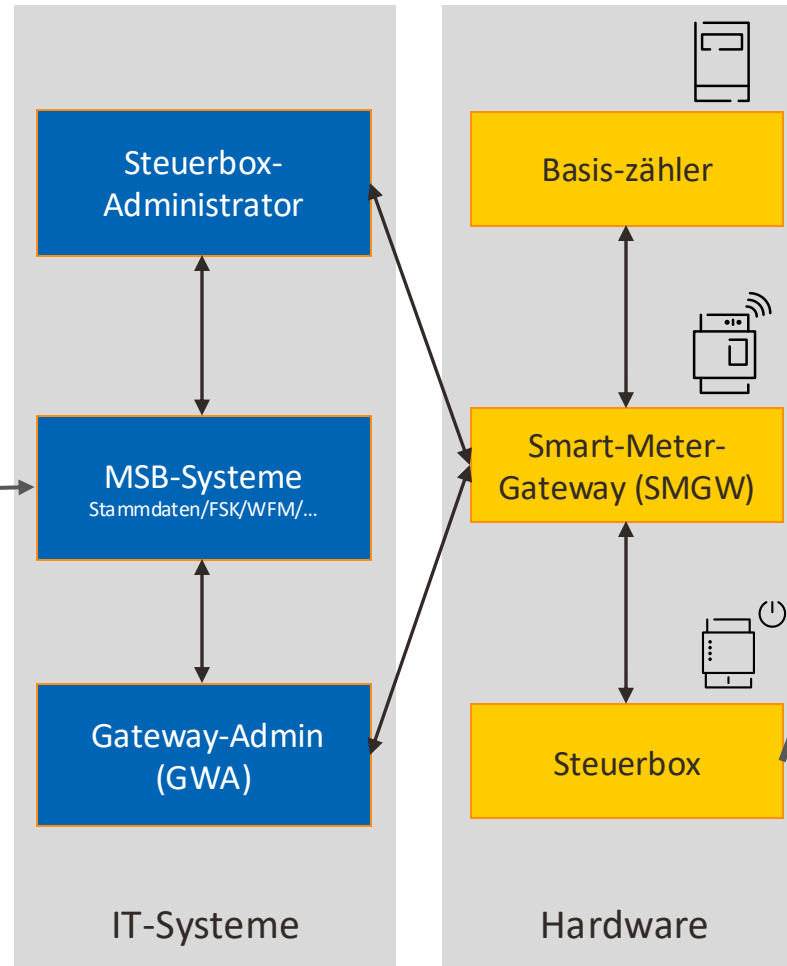 Steuerbox-
Administrator
MSB-Systeme
Stammdaten/FSK/WFM/...
Gateway-Admin
(GWA)
IT-Systeme
Basis-zähler
Smart-Meter-
Gateway (SMGW)
Steuerbox
Hardware